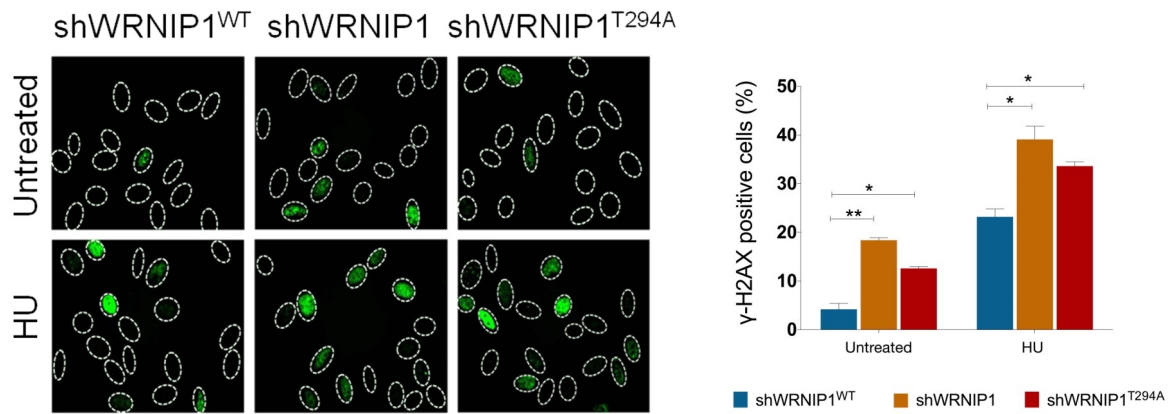 shWRNIP1WT shWRNIP1 shWRNIP1T294A
Untreated
HU
γ-H2AX positive cells (%)
50
40
30
20
10
0
*
*
*
**
*
Untreated HU
shWRNIP1WT shWRNIP1 shWRNIP1T294A